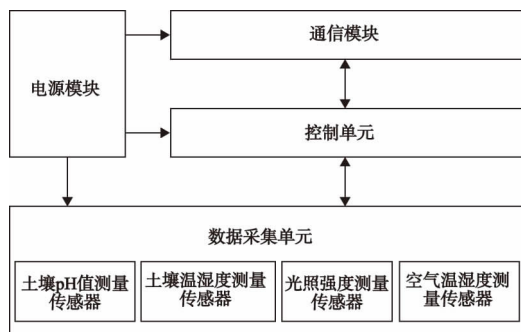 通信模块
电源模块
控制单元
数据采集单元
土壤pH值测量
传感器
土壤温湿度测量
传感器
光照强度测量
传感器
空气温湿度测
量传感器